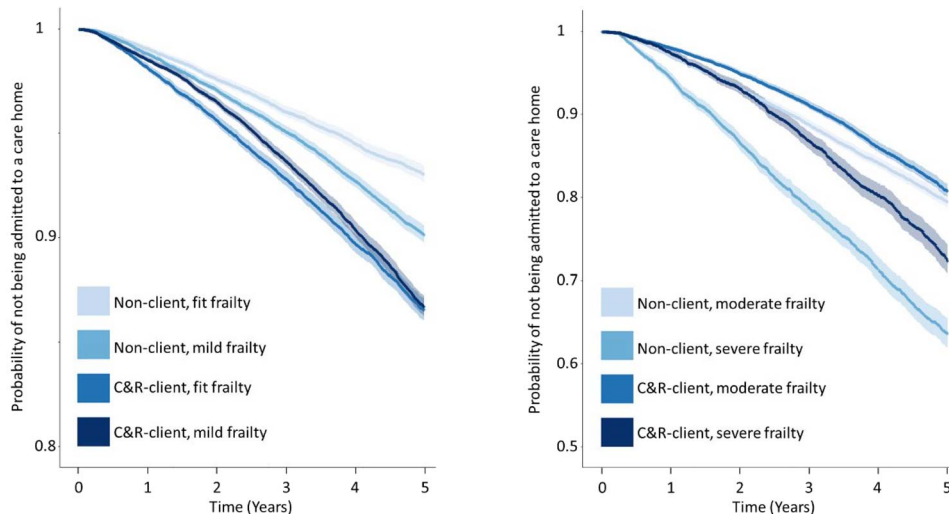 Probability of not being admitted to a care home
1
0.9
0.8
Non-client, fit frailty
Non-client, mild frailty
C&R-client, fit frailty
C&R-client, mild frailty
0 1 2 3 4 5
Time (Years)
Probability of not being admitted to a care home
1
0.9
0.8
0.7
0.6
0.5
Non-client, moderate frailty
Non-client, severe frailty
C&R-client, moderate frailty
C&R-client, severe frailty
0 1 2 3 4 5
Time (Years)